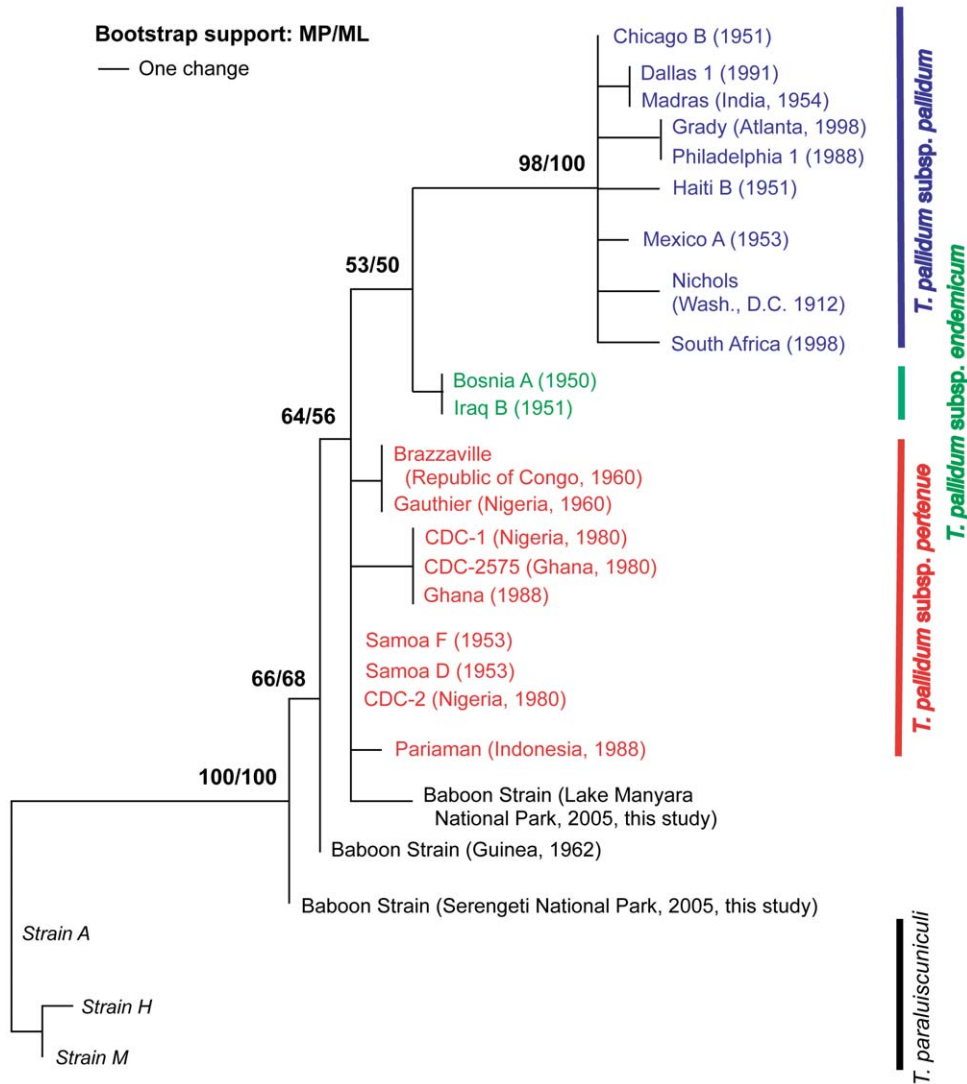 Bootstrap support: MP/ML
One change
Chicago B (1951)
Dallas 1 (1991)
Madras (India, 1954)
Grady (Atlanta, 1998)
Philadelphia 1 (1988)
98/100
Haiti B (1951)
Mexico A (1953)
53/50
Nichols
(Wash., D.C. 1912)
South Africa (1998)
Bosnia A (1950)
Iraq B (1951)
64/56
Brazzaville
(Republic of Congo, 1960)
Gauthier (Nigeria, 1960)
CDC-1 (Nigeria, 1980)
CDC-2575 (Ghana, 1980)
Ghana (1988)
Samoa F (1953)
Samoa D (1953)
CDC-2 (Nigeria, 1980)
66/68
Pariaman (Indonesia, 1988)
100/100
Baboon Strain (Lake Manyara
National Park, 2005, this study)
Baboon Strain (Guinea, 1962)
Baboon Strain (Serengeti National Park, 2005, this study)
Strain A
Strain H
Strain M
T. pallidum subsp. pallidum
T. pallidum subsp. endemicum
T. pallidum subsp. pertenue
T. paraluiscuniculi